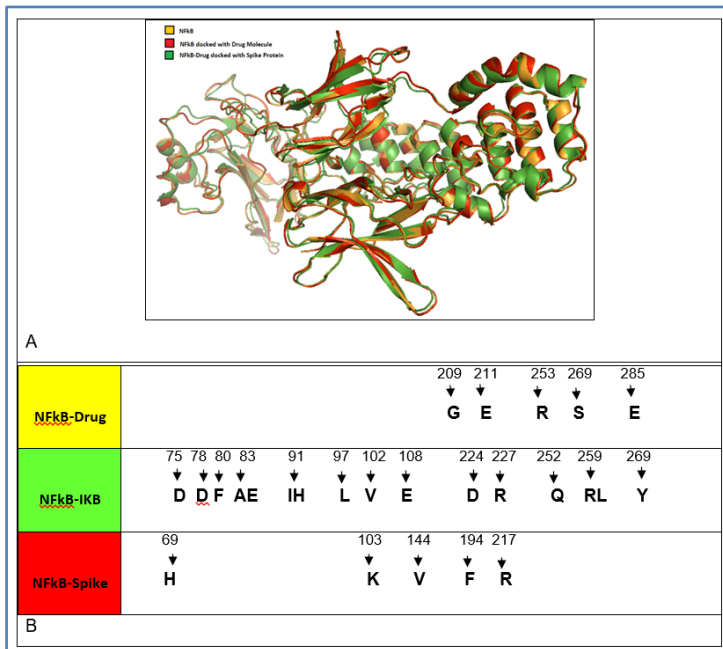 NFkB
NFkB docked with Drug Molecule
NFkB-Drug docked with Spike Protein
A
NFkB-Drug
209 211 253 269 285
G E R S E
NFkB-IKB
75 78 80 83 91 97 102 108 224 227 252 259 269
D D F AE IH L V E D R Q RL Y
NFkB-Spike
69 103 144 194 217
H K V F R
B